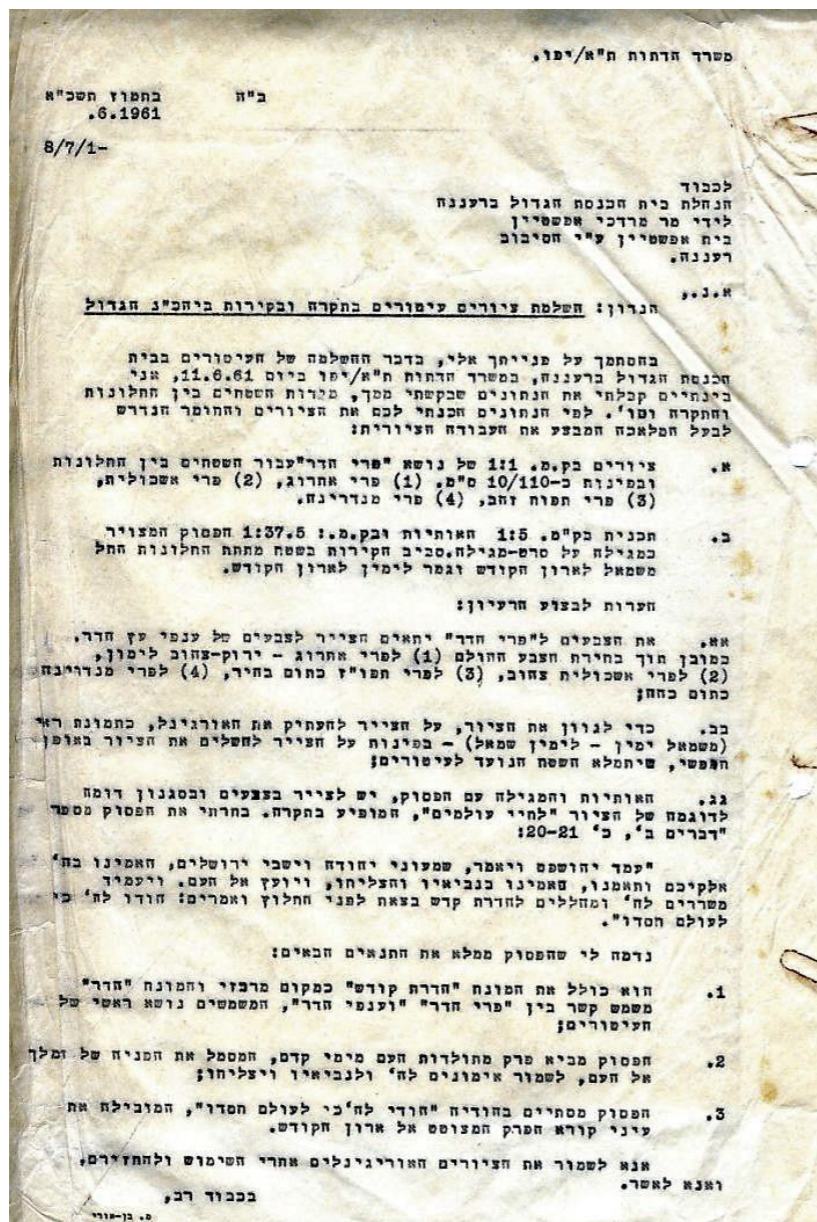 משרד הדתות ת"א/יפו.
ב"ה בתמוז תשכ"א
.6.1961
8/7/1-
לכבוד
הנהלת בית הכנסת הגדול ברעננה
לידי מר מרדכי אפשטיין
בית אפשטיין ע"י הסיבוב
רעננה.
א.נ.,
הנדון: השלמת ציורים עיטורים בתקרה ובקירות ביהכ"נ הגדול
בהסתמך על פנייתך אלי, בדבר ההשלמה של העיטורים בבית
הכנסת הגדול ברעננה, במשרד הדתות ת"א/יפו ביום 11.6.61, אני
בינתיים קבלתי את הנתונים שבקשתי ממך, מידות השטחים בין החלונות
והתקרה וסו'. לפי הנתונים הכנתי לכם את הציורים והחומר הנדרש
לבעל המלאכה המבצע את העבודה הציורית:
א. ציורים בק.מ. 1:1 של נושא "פרי הדר"עבור השטחים בין החלונות
ובפינות כ-10/110 ס"מ. (1) פרי אתרוג, (2) פרי אשכולית,
(3) פרי תפוח זהב, (4) פרי מנדרינה.
ב. תכנית בק"מ. 1:5 האותיות ובק.מ.: 1:37.5 הפסוק המצויר
כמגילה על סרט-מגילה.סביב הקירות בשטח מתחת החלונות החל
משמאל לארון הקודש וגמר לימין לארון הקודש.
הערות לבצוע הרעיון:
אא. את הצבעים ל"פרי הדר" יתאים הצייר לצבעים של ענפי עץ הדר.
כמובן תוך בחירת הצבע ההולם (1) לפרי אתרוג - ירוק-צהוב לימון,
(2) לפרי אשכולית צהוב, (3) לפרי תפו"ז כתום בהיר, (4) לפרי מנדרינה
כתום כהה;
בב. כדי לגוון את הציור, על הצייר להעתיק את האורגינל, כתמונת ראי
(משמאל ימין - לימין שמאל) - בפינות על הצייר להשלים את הציור באופן
חפשי, שיתמלא השטח הנועד לעיטורים;
גג. האותיות והמגילה עם הפסוק, יש לצייר בצבעים ובסגנון דומה
לדוגמה של הציור "לחיי עולמים", המופיע בתקרה. בחרתי את הפסוק מספר
"דברים ב', כ' 20-21:
"עמד יהושפט ויאמר, שמעוני יהודה וישבי ירושלים, האמינו בה'
אלקיכם ותאמנו, האמינו בנביאיו והצליחו, ויועץ אל העם. ויעמיד
משררים לה' ומהללים להדרת קדש בצאת לפני החלוץ ואמרים: הודו לה' כי
לעולם חסדו".
נדמה לי שהפסוק ממלא את התנאים הבאים:
1. הוא כולל את המונח "הדרת קודש" כמקום מרכזי והמונח "הדר"
משמש קשר בין "פרי הדר" "וענפי הדר", המשמשים נושא ראשי של
העיטורים;
2. הפסוק מביא פרק מתולדות העם מימי קדם, המסמל את הפניה של המלך
אל העם, לשמור אימונים לה' ולנביאיו ויצליחו;
3. הפסוק מסתיים בהודיה "הודי לה'כי לעולם חסדו", המובילה את
עיני קורא הפרק המצוטט אל ארון הקודש.
אנא לשמור את הציורים האוריגינלים אחרי השימוש ולהחזירם,
ואנא לאשר.
בכבוד רב,
ס. בן-אורי